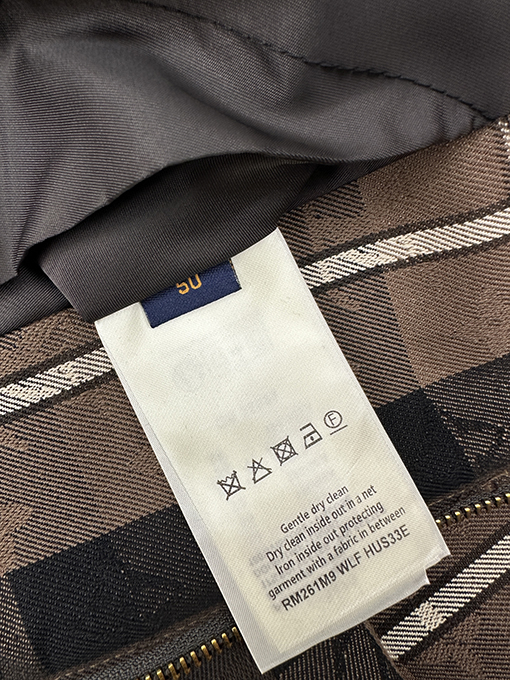 50
F
Gentle dry clean
Dry clean inside out in a net
Iron inside out protecting
garment with a fabric in between
RM261M9 WLF HUS33E